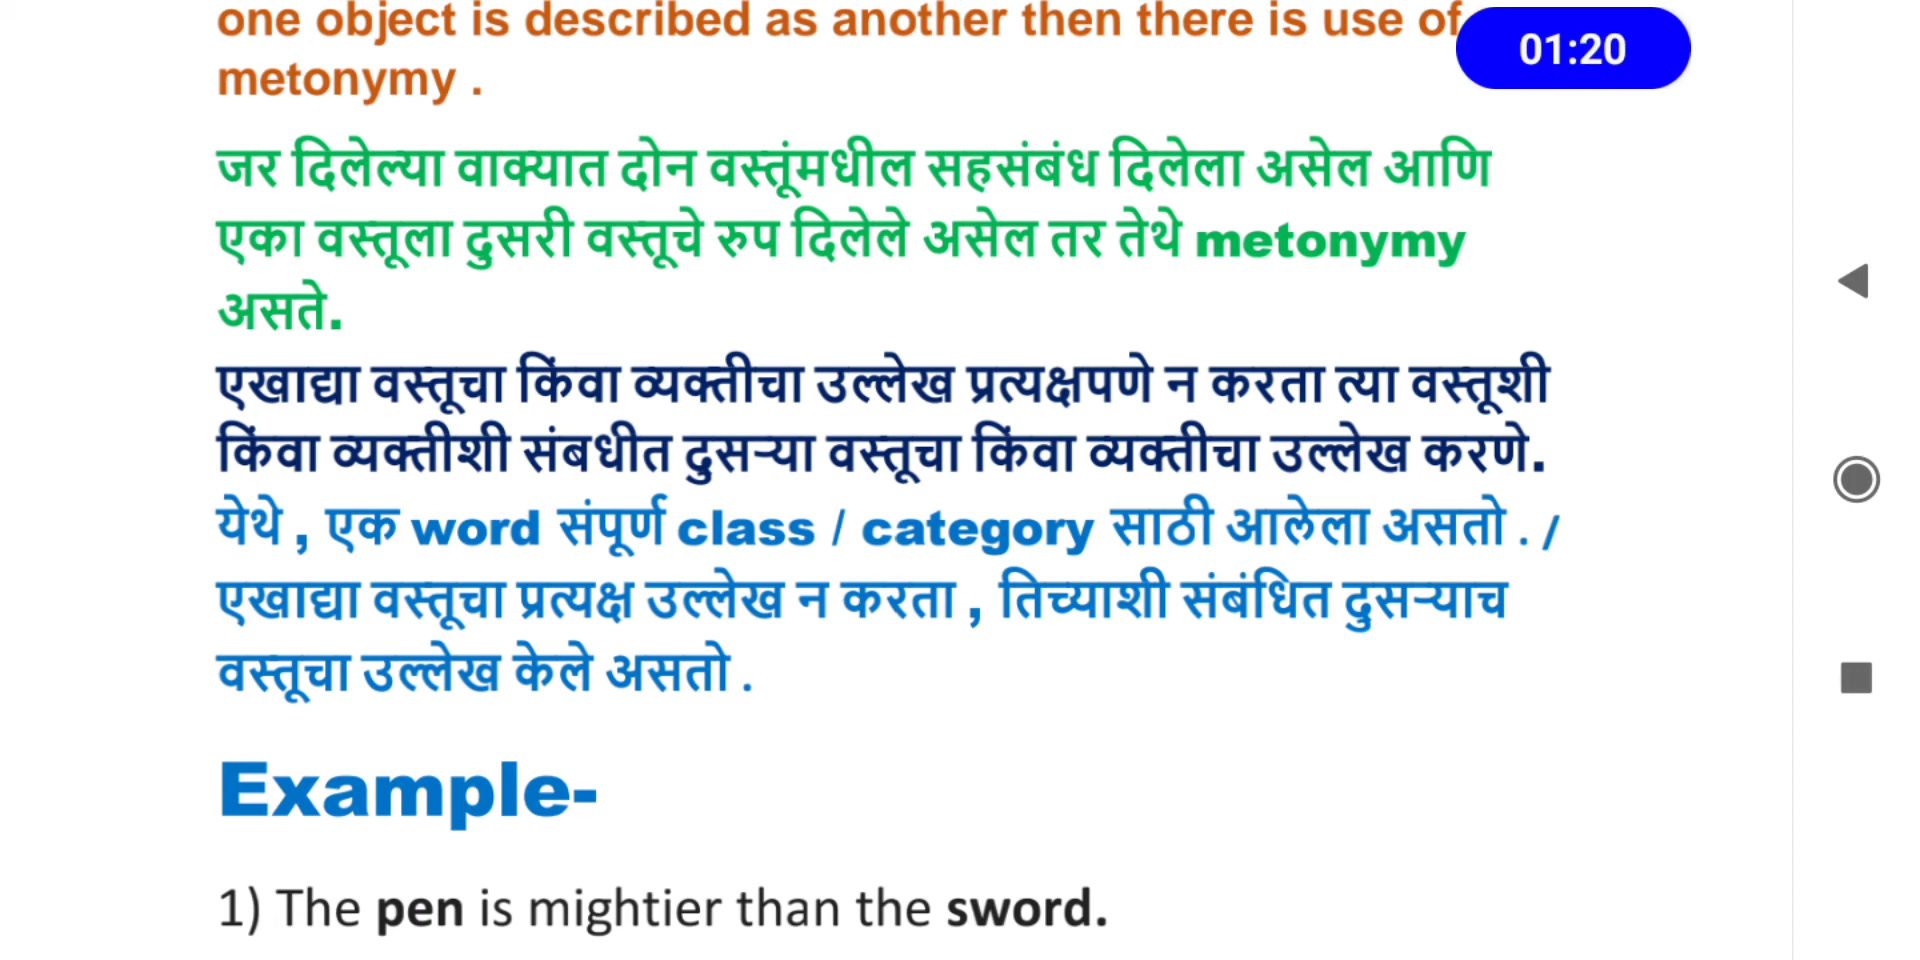 one object is described as another then there is use of
01:20
metonymy .
जर दिलेल्या वाक्यात दोन वस्तूंमधील सहसंबंध दिलेला असेल आणि
एका वस्तूला दुसरी वस्तूचे रुप दिलेले असेल तर तेथे metonymy
असते.
एखाद्या वस्तूचा किंवा व्यक्तीचा उल्लेख प्रत्यक्षपणे न करता त्या वस्तूशी
किंवा व्यक्तीशी संबधीत दुसऱ्या वस्तूचा किंवा व्यक्तीचा उल्लेख करणे.
येथे , एक word संपूर्ण class / category साठी आलेला असतो . /
एखाद्या वस्तूचा प्रत्यक्ष उल्लेख न करता , तिच्याशी संबंधित दुसऱ्याच
वस्तूचा उल्लेख केले असतो .
Example-
1) The pen is mightier than the sword.